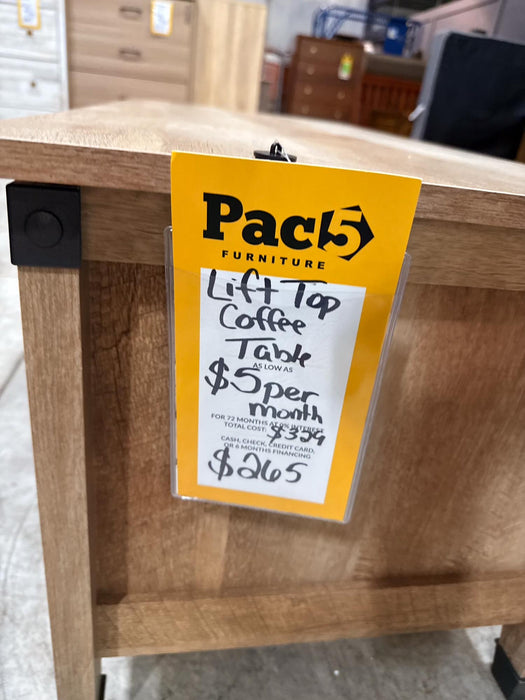 Pac5
FURNITURE
Lift Top
Coffee
Table
AS LOW AS
$5 per
month
FOR 72 MONTHS AT 0% INTEREST
TOTAL COST: $329
CASH, CHECK, CREDIT CARD,
OR 6 MONTHS FINANCING
$265